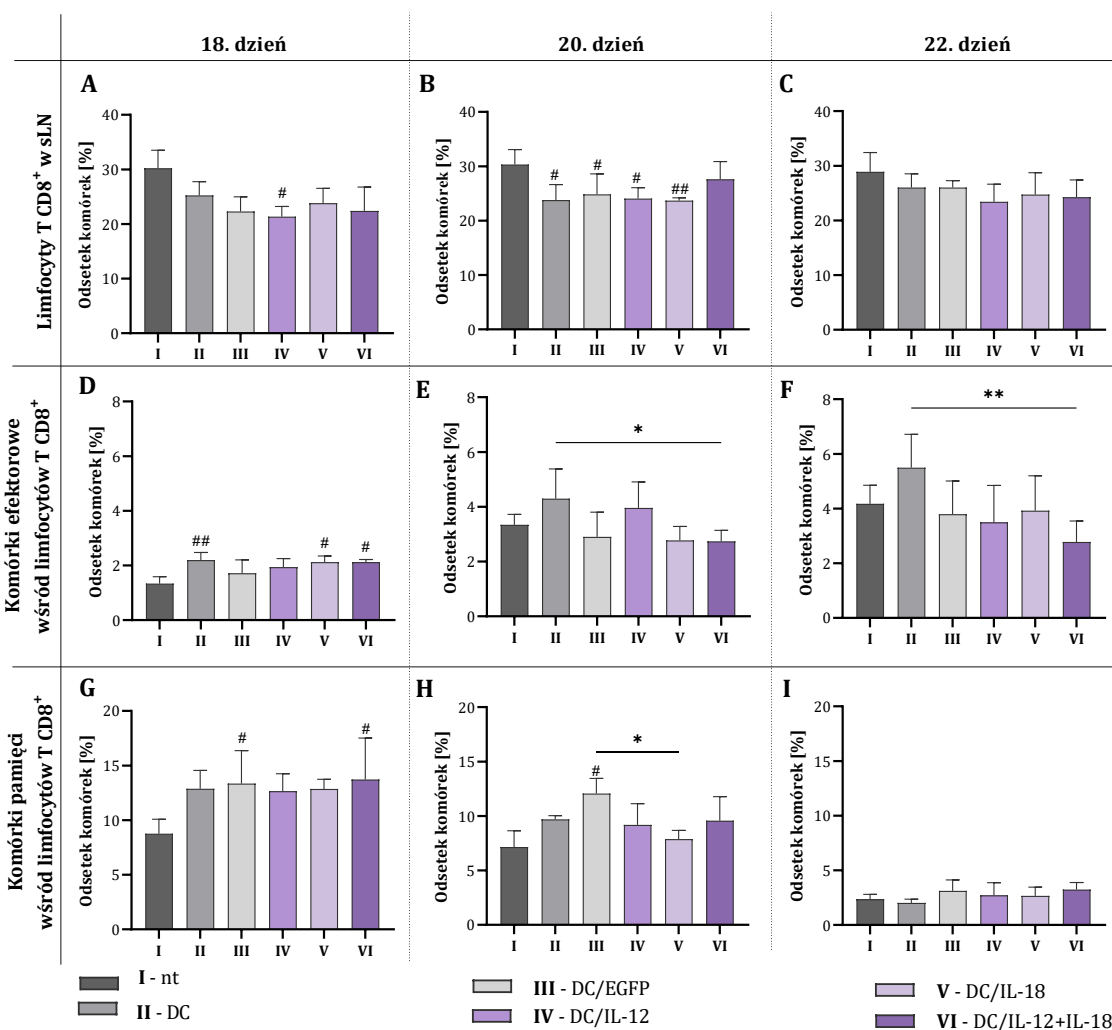 18. dzień
20. dzień
22. dzień
Limfocyty T CD8+ w sLN
A
Odsetek komórek [%]
40
30
20
10
0
#
I II III IV V VI
B
Odsetek komórek [%]
40
30
20
10
0
# # # ##
I II III IV V VI
C
Odsetek komórek [%]
40
30
20
10
0
I II III IV V VI
Komórki efektorowe
wśród limfocytów T CD8+
D
Odsetek komórek [%]
8
6
4
2
0
## # #
I II III IV V VI
E
Odsetek komórek [%]
8
6
4
2
0
*
I II III IV V VI
F
Odsetek komórek [%]
8
6
4
2
0
**
I II III IV V VI
Komórki pamięci
wśród limfocytów T CD8+
G
Odsetek komórek [%]
20
15
10
5
0
# #
I II III IV V VI
H
Odsetek komórek [%]
20
15
10
5
0
*
#
I II III IV V VI
I
Odsetek komórek [%]
20
15
10
5
0
I II III IV V VI
I - nt
II - DC
III - DC/EGFP
IV - DC/IL-12
V - DC/IL-18
VI - DC/IL-12+IL-18